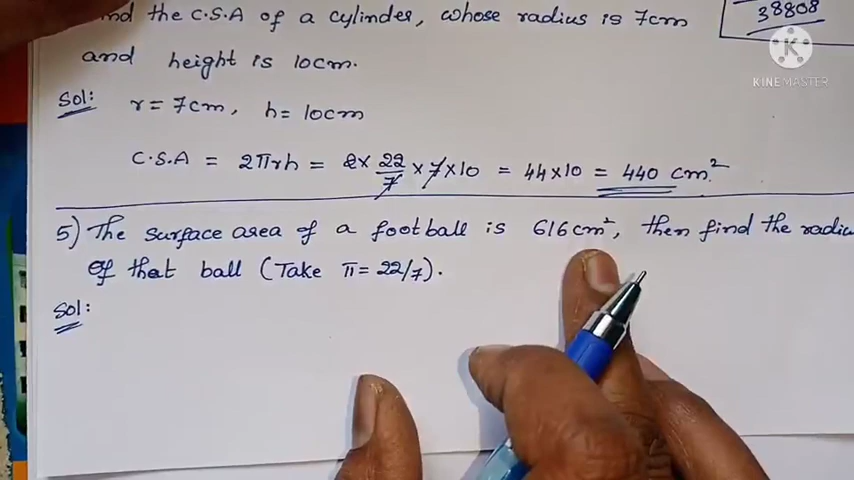 find the C.S.A of a cylinder, whose radius is 7cm
38808
and height is 10cm.
KINEMASTER
Sol: r = 7cm, h = 10cm
C.S.A = 2πrh = 2 × 22/7 × 7 × 10 = 44×10 = 440 cm².
5) The surface area of a football is 616cm², then find the radius
of that ball (Take π = 22/7).
Sol: